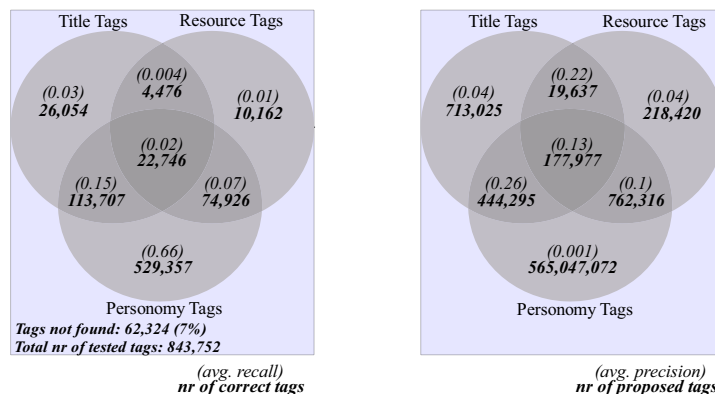 Title Tags
Resource Tags
(0.004)
4,476
(0.03)
26,054
(0.01)
10,162
(0.02)
22,746
(0.15)
113,707
(0.07)
74,926
(0.66)
529,357
Personomy Tags
Tags not found: 62,324 (7%)
Total nr of tested tags: 843,752
(avg. recall)
nr of correct tags
Title Tags
Resource Tags
(0.22)
19,637
(0.04)
713,025
(0.04)
218,420
(0.13)
177,977
(0.26)
444,295
(0.1)
762,316
(0.001)
565,047,072
Personomy Tags
(avg. precision)
nr of proposed tags